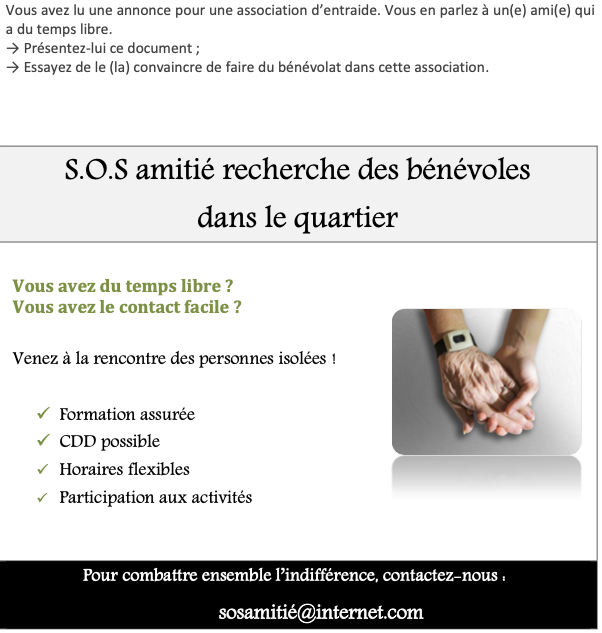 Vous avez lu une annonce pour une association d'entraide. Vous en parlez à un(e) ami(e) qui
a du temps libre.
→ Présentez-lui ce document ;
→ Essayez de le (la) convaincre de faire du bénévolat dans cette association.
S.O.S amitié recherche des bénévoles
dans le quartier
Vous avez du temps libre ?
Vous avez le contact facile ?
Venez à la rencontre des personnes isolées !
✓ Formation assurée
✓ CDD possible
✓ Horaires flexibles
✓ Participation aux activités
Pour combattre ensemble l'indifférence, contactez-nous :
sosamitié@internet.com